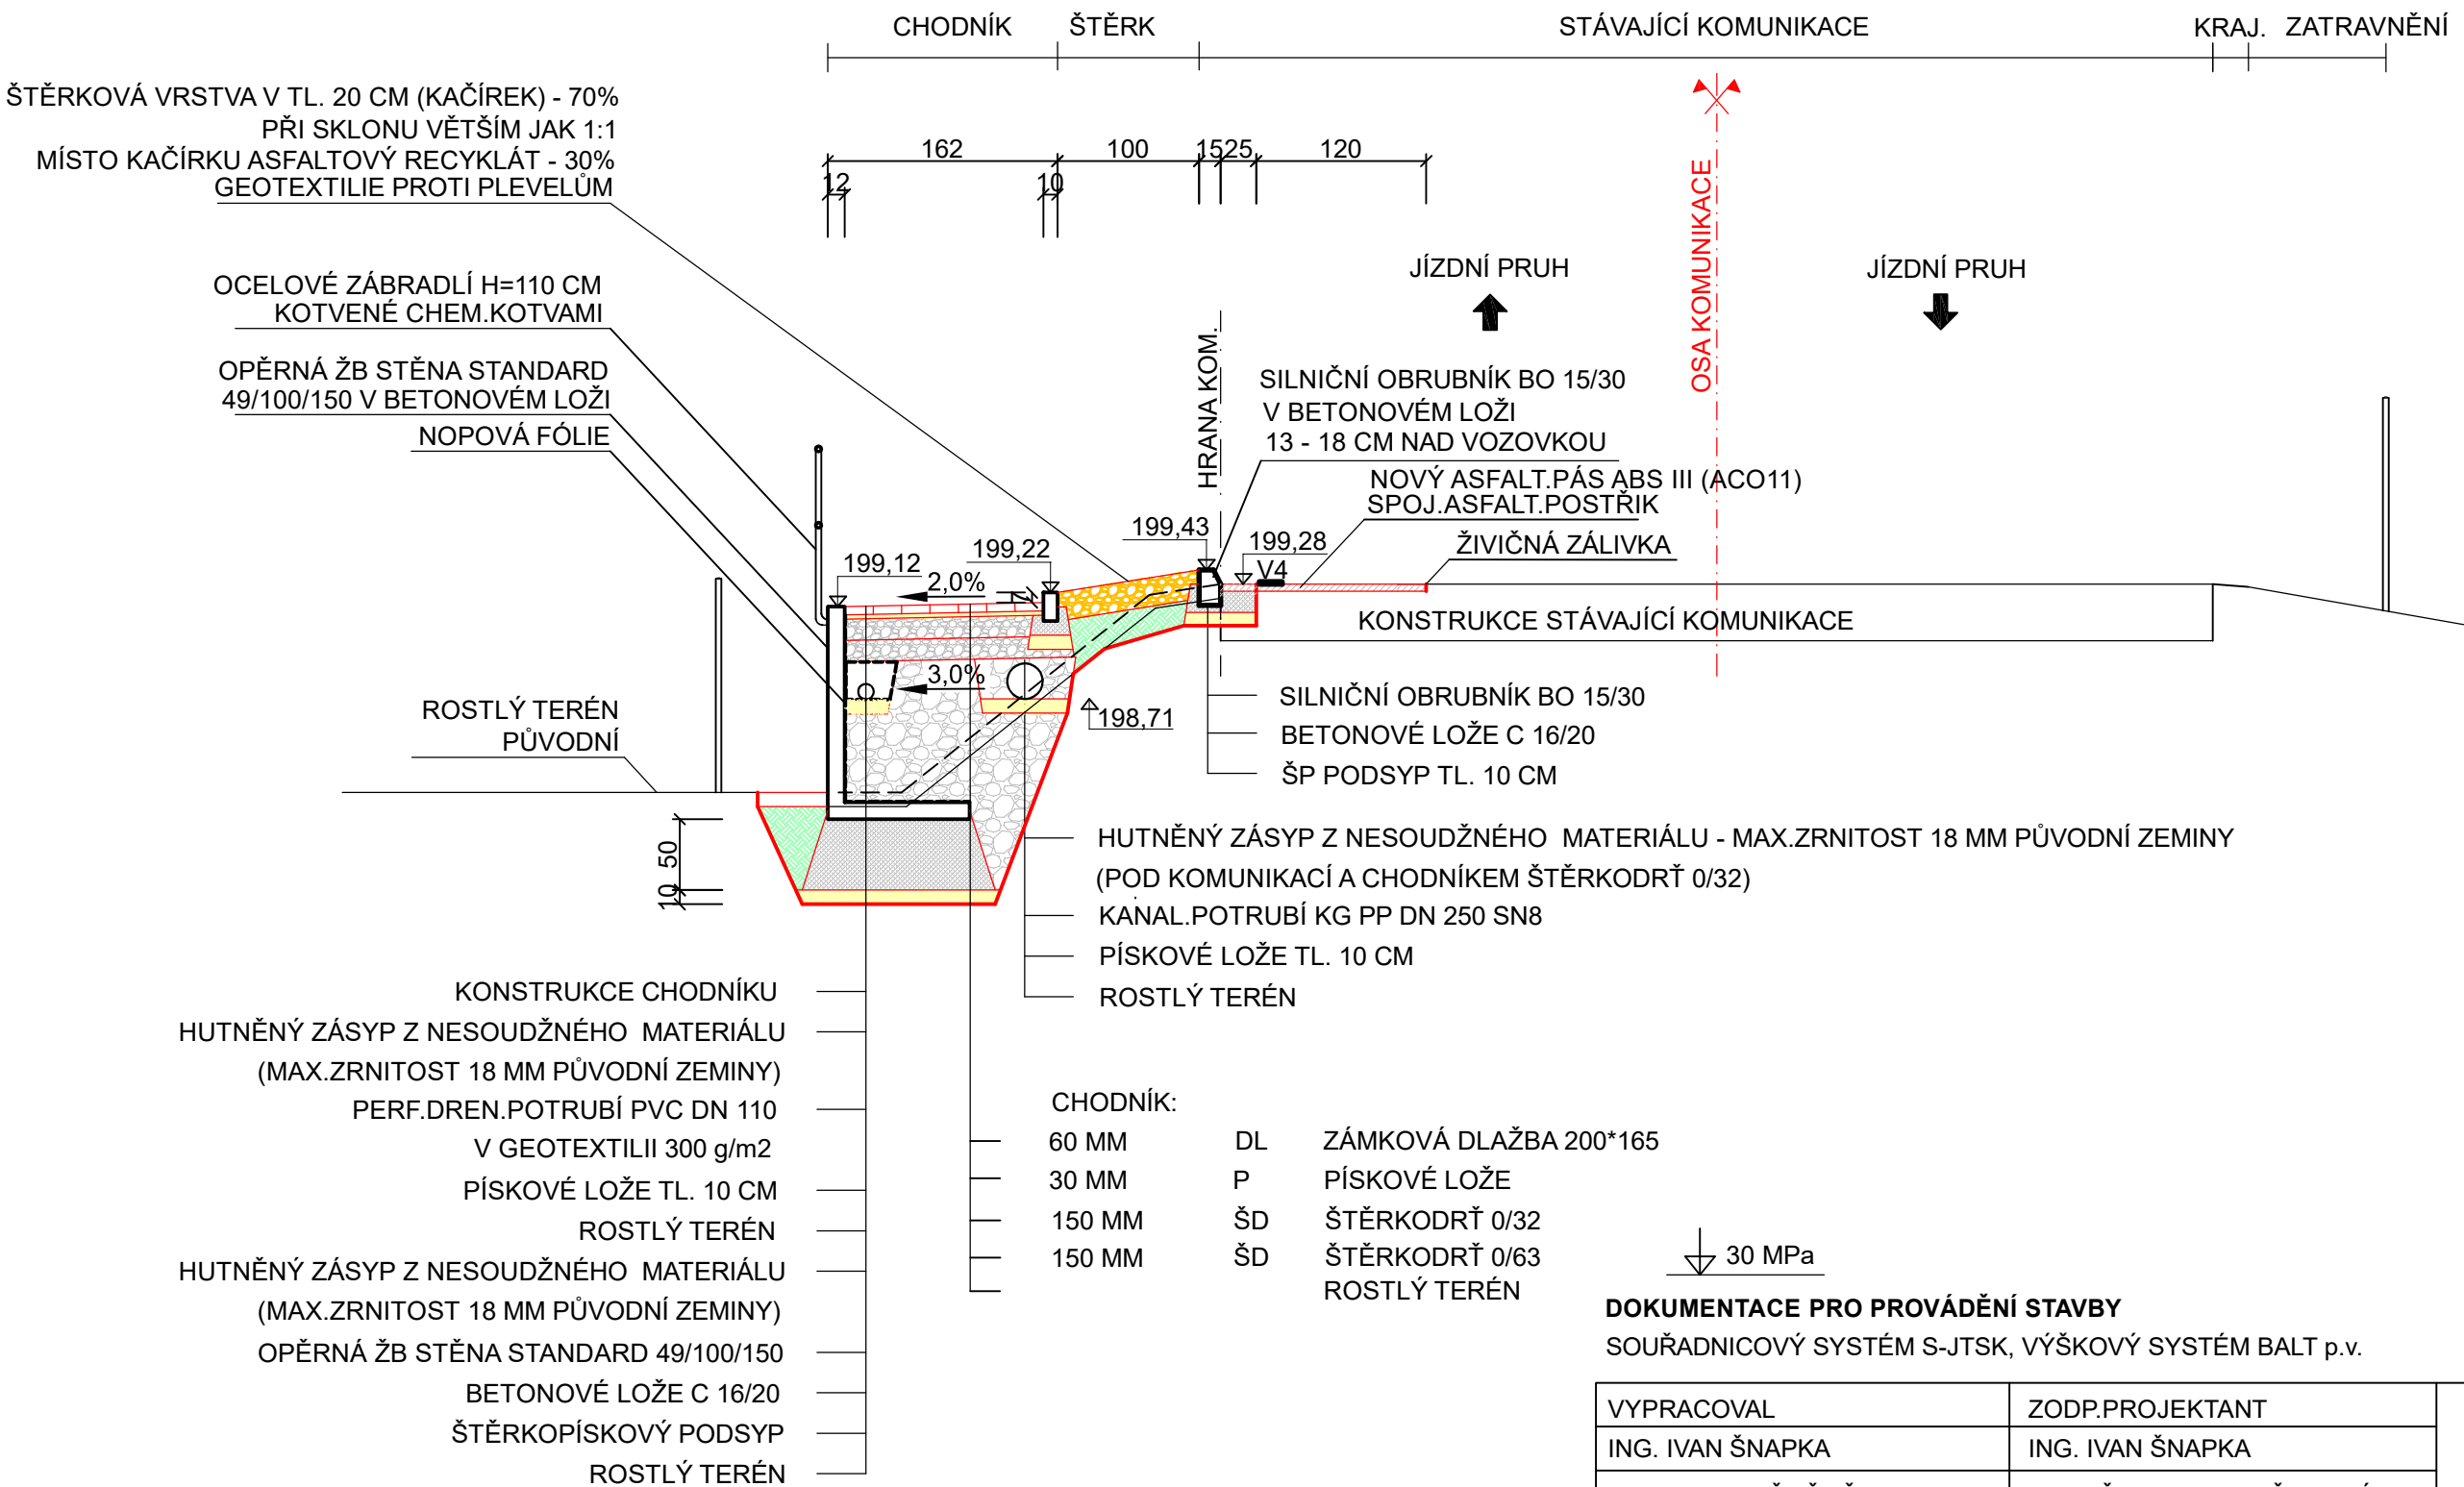 CHODNÍK
ŠTĚRK
STÁVAJÍCÍ KOMUNIKACE
KRAJ.
ZATRAVNĚNÍ
ŠTĚRKOVÁ VRSTVA V TL. 20 CM (KAČÍREK) - 70%
PŘI SKLONU VĚTŠÍM JAK 1:1
MÍSTO KAČÍRKU ASFALTOVÝ RECYKLÁT - 30%
GEOTEXTILIE PROTI PLEVELŮM
162
100
15
25
120
12
10
OSA KOMUNIKACE
JÍZDNÍ PRUH
JÍZDNÍ PRUH
OCELOVÉ ZÁBRADLÍ H=110 CM
KOTVENÉ CHEM.KOTVAMI
OPĚRNÁ ŽB STĚNA STANDARD
49/100/150 V BETONOVÉM LOŽI
NOPOVÁ FÓLIE
HRANA KOM.
SILNIČNÍ OBRUBNÍK BO 15/30
V BETONOVÉM LOŽI
13 - 18 CM NAD VOZOVKOU
NOVÝ ASFALT.PÁS ABS III (ACO11)
SPOJ.ASFALT.POSTŘIK
ŽIVIČNÁ ZÁLIVKA
199,43
199,28
V4
199,22
199,12
2,0%
3,0%
198,71
KONSTRUKCE STÁVAJÍCÍ KOMUNIKACE
ROSTLÝ TERÉN
PŮVODNÍ
SILNIČNÍ OBRUBNÍK BO 15/30
BETONOVÉ LOŽE C 16/20
ŠP PODSYP TL. 10 CM
50
10
HUTNĚNÝ ZÁSYP Z NESOUDŽNÉHO MATERIÁLU - MAX.ZRNITOST 18 MM PŮVODNÍ ZEMINY
(POD KOMUNIKACÍ A CHODNÍKEM ŠTĚRKODRŤ 0/32)
KANAL.POTRUBÍ KG PP DN 250 SN8
PÍSKOVÉ LOŽE TL. 10 CM
ROSTLÝ TERÉN
KONSTRUKCE CHODNÍKU
HUTNĚNÝ ZÁSYP Z NESOUDŽNÉHO MATERIÁLU
(MAX.ZRNITOST 18 MM PŮVODNÍ ZEMINY)
PERF.DREN.POTRUBÍ PVC DN 110
V GEOTEXTILII 300 g/m2
PÍSKOVÉ LOŽE TL. 10 CM
ROSTLÝ TERÉN
HUTNĚNÝ ZÁSYP Z NESOUDŽNÉHO MATERIÁLU
(MAX.ZRNITOST 18 MM PŮVODNÍ ZEMINY)
OPĚRNÁ ŽB STĚNA STANDARD 49/100/150
BETONOVÉ LOŽE C 16/20
ŠTĚRKOPÍSKOVÝ PODSYP
ROSTLÝ TERÉN
CHODNÍK:
60 MM DL ZÁMKOVÁ DLAŽBA 200*165
30 MM P PÍSKOVÉ LOŽE
150 MM ŠD ŠTĚRKODRŤ 0/32
150 MM ŠD ŠTĚRKODRŤ 0/63
ROSTLÝ TERÉN
30 MPa
DOKUMENTACE PRO PROVÁDĚNÍ STAVBY
SOUŘADNICOVÝ SYSTÉM S-JTSK, VÝŠKOVÝ SYSTÉM BALT p.v.
VYPRACOVAL ZODP.PROJEKTANT
ING. IVAN ŠNAPKA ING. IVAN ŠNAPKA